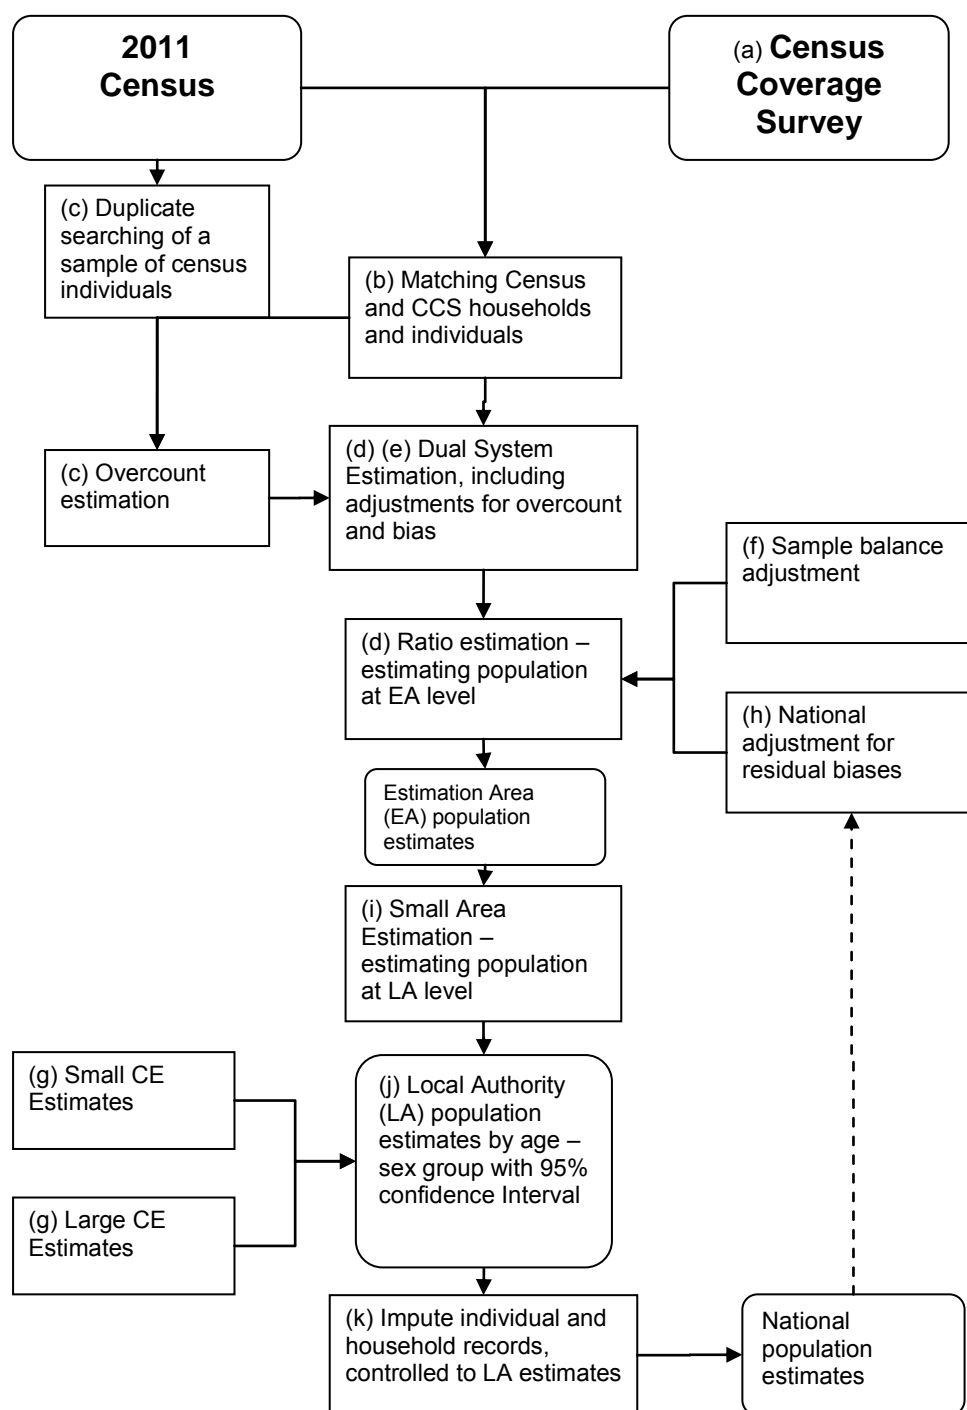 2011
Census
(a) Census
Coverage
Survey
(c) Duplicate
searching of a
sample of census
individuals
(b) Matching Census
and CCS households
and individuals
(c) Overcount
estimation
(d) (e) Dual System
Estimation, including
adjustments for overcount
and bias
(f) Sample balance
adjustment
(d) Ratio estimation –
estimating population
at EA level
(h) National
adjustment for
residual biases
Estimation Area
(EA) population
estimates
(i) Small Area
Estimation –
estimating population
at LA level
(g) Small CE
Estimates
(j) Local Authority
(LA) population
estimates by age –
sex group with 95%
confidence Interval
(g) Large CE
Estimates
(k) Impute individual and
household records,
controlled to LA estimates
National
population
estimates